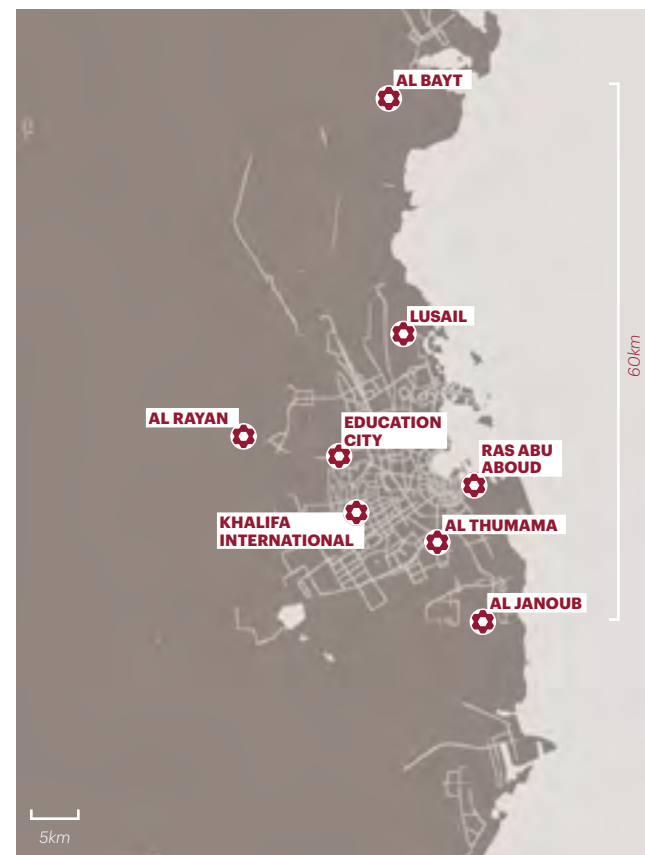 AL BAYT
LUSAIL
60km
AL RAYAN
EDUCATION
CITY
RAS ABU
ABOUD
KHALIFA
INTERNATIONAL
AL THUMAMA
AL JANOUB
5km